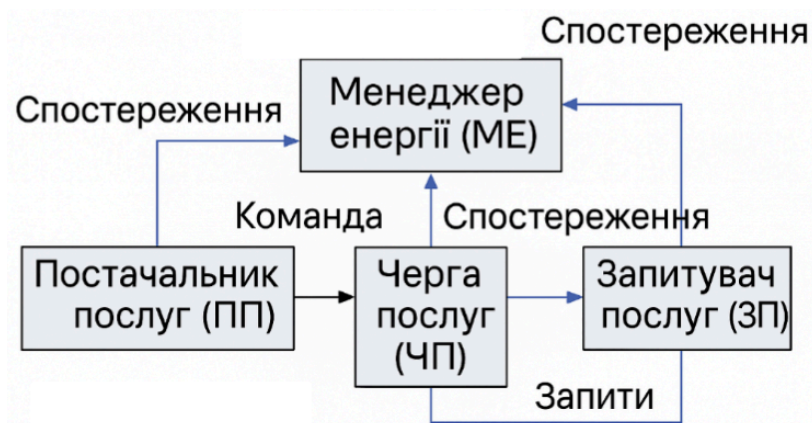 Спостереження
Менеджер
енергії (МЕ)
Спостереження
Команда
Спостереження
Постачальник
послуг (ПП)
Черга
послуг
(ЧП)
Запитувач
послуг (ЗП)
Запити